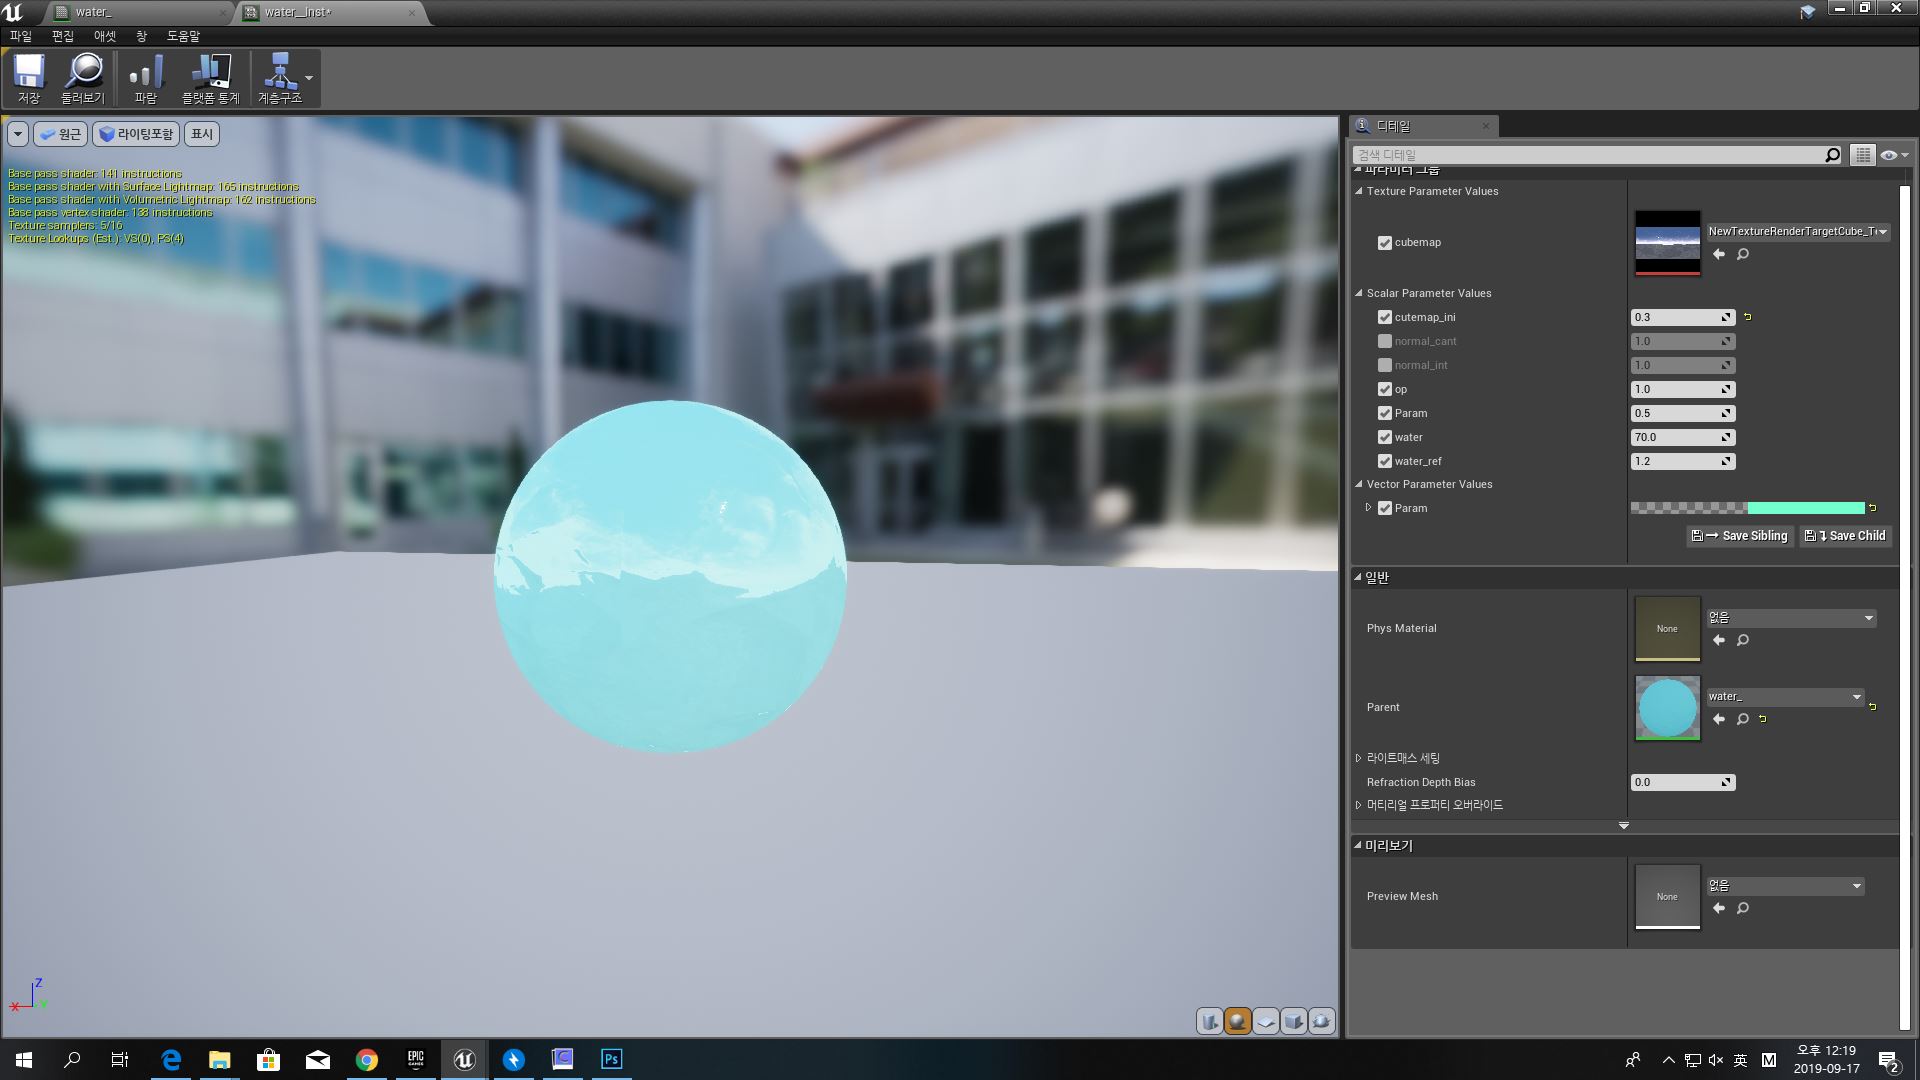 water_
water__Inst*
파일 편집 애셋 창 도움말
저장 둘러보기 파람 플랫폼 통계 계층구조
원근 라이팅포함 표시
Base pass shader: 141 instructions
Base pass shader with Surface Lightmap: 165 instructions
Base pass shader with Volumetric Lightmap: 162 instructions
Base pass vertex shader: 138 instructions
Texture samplers: 5/16
Texture Lookups (Est.): VS(0), PS(4)
X
Y
Z
디테일
검색 디테일
파라미터 그룹
Texture Parameter Values
cubemap
NewTextureRenderTargetCube_T
Scalar Parameter Values
cutemap_ini 0.3
normal_cant 1.0
normal_int 1.0
op 1.0
Param 0.5
water 70.0
water_ref 1.2
Vector Parameter Values
Param
Save Sibling Save Child
일반
Phys Material None 없음
Parent water_
라이트매스 세팅
Refraction Depth Bias 0.0
머티리얼 프로퍼티 오버라이드
미리보기
Preview Mesh None 없음
EPIC
GAMES
Ps
英 M
오후 12:19
2019-09-17
2